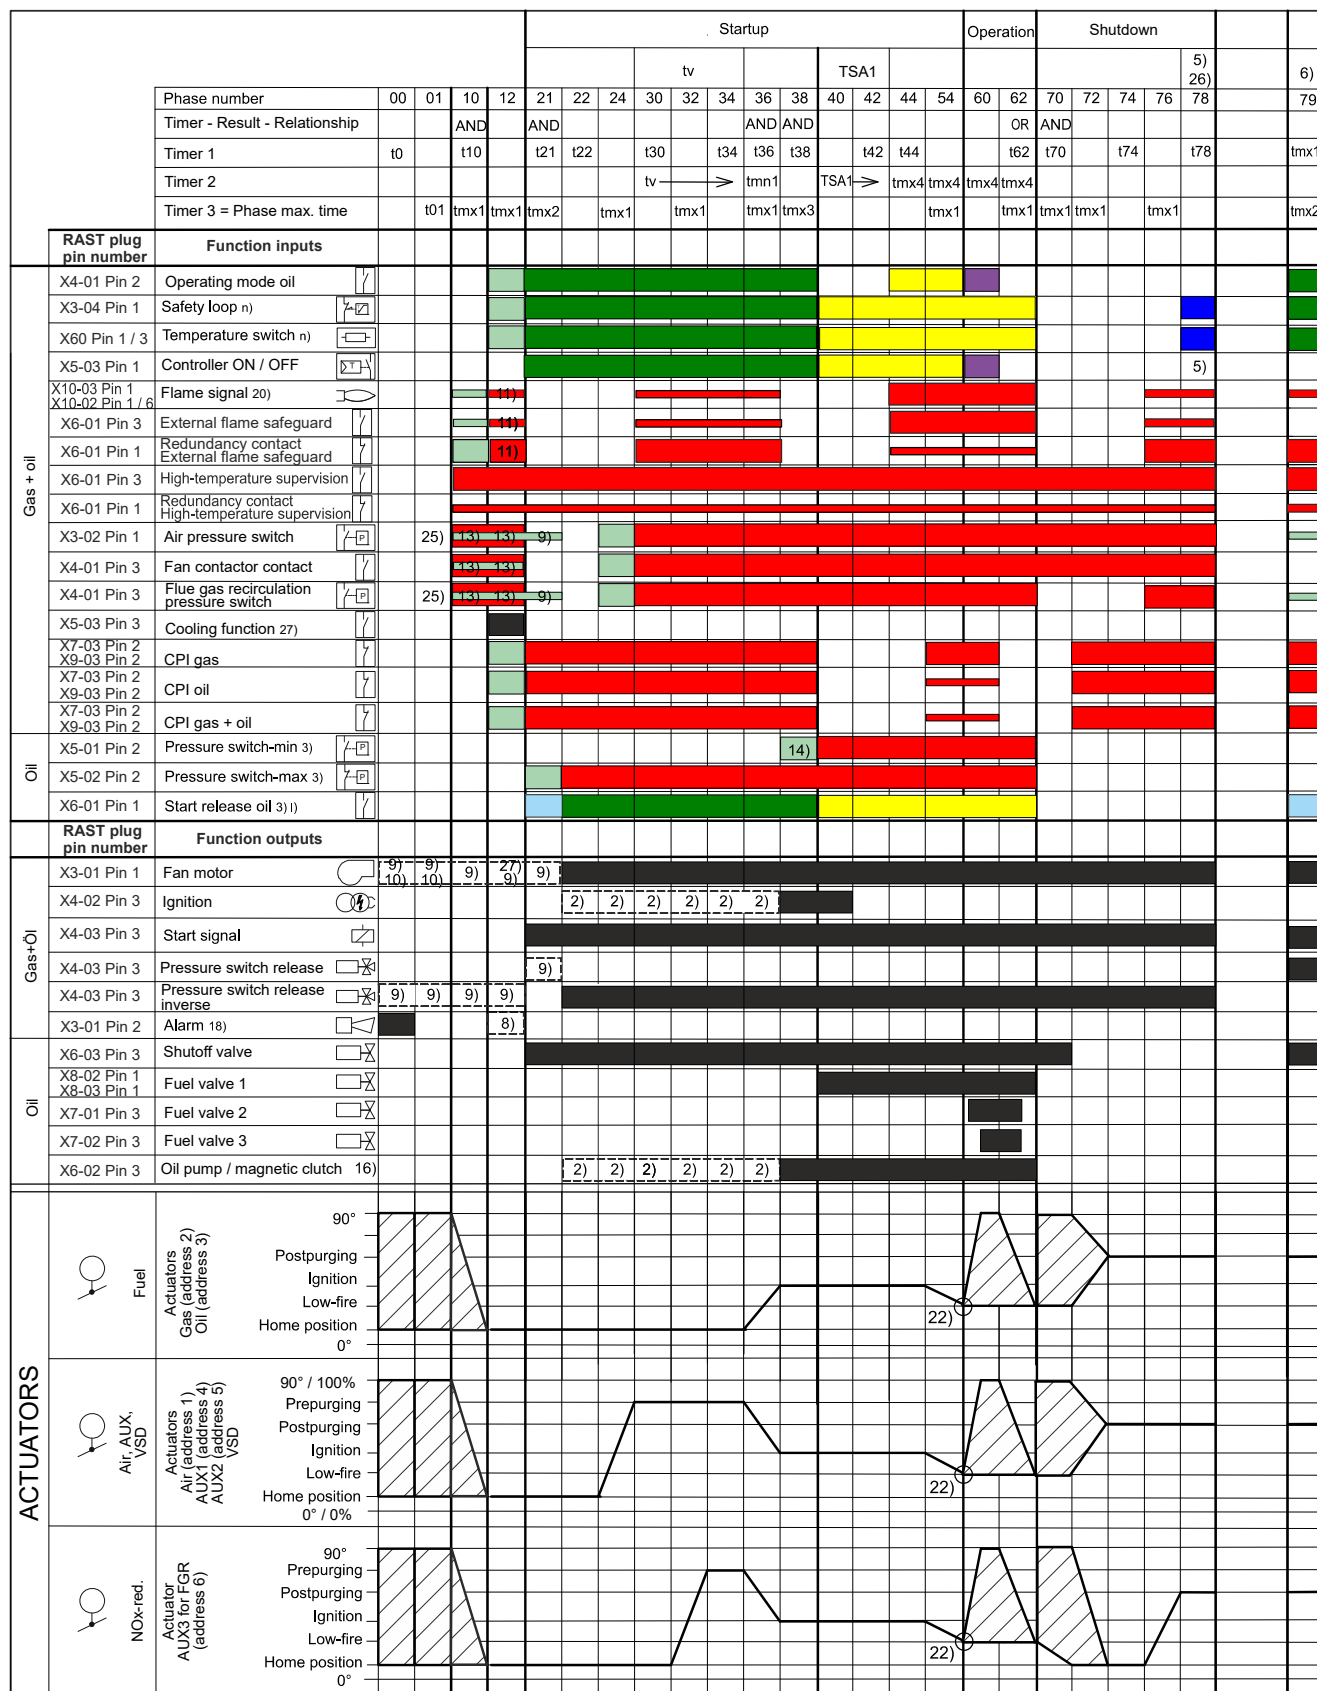 Startup Operation Shutdown
tv TSA1 5) 26) 6)
Phase number 00 01 10 12 21 22 24 30 32 34 36 38 40 42 44 54 60 62 70 72 74 76 78 79
Timer - Result - Relationship AND AND AND AND OR AND
Timer 1 t0 t10 t21 t22 t30 t34 t36 t38 t42 t44 t62 t70 t74 t78 tmx1
Timer 2 tv tmn1 TSA1 tmx4 tmx4 tmx4 tmx4
Timer 3 = Phase max. time t01 tmx1 tmx1 tmx2 tmx1 tmx1 tmx1 tmx3 tmx1 tmx1 tmx1 tmx1 tmx1 tmx2
RAST plug pin number Function inputs
Gas + oil
X4-01 Pin 2 Operating mode oil
X3-04 Pin 1 Safety loop n)
X60 Pin 1 / 3 Temperature switch n)
X5-03 Pin 1 Controller ON / OFF T 5)
X10-03 Pin 1
X10-02 Pin 1 / 6 Flame signal 20) 11)
X6-01 Pin 3 External flame safeguard 11)
X6-01 Pin 1 Redundancy contact
External flame safeguard 11)
X6-01 Pin 3 High-temperature supervision
X6-01 Pin 1 Redundancy contact
High-temperature supervision
X3-02 Pin 1 Air pressure switch P 25) 13) 13) 9)
X4-01 Pin 3 Fan contactor contact 13) 13)
X4-01 Pin 3 Flue gas recirculation
pressure switch P 25) 13) 13) 9)
X5-03 Pin 3 Cooling function 27)
X7-03 Pin 2
X9-03 Pin 2 CPI gas
X7-03 Pin 2
X9-03 Pin 2 CPI oil
X7-03 Pin 2
X9-03 Pin 2 CPI gas + oil
Oil
X5-01 Pin 2 Pressure switch-min 3) P 14)
X5-02 Pin 2 Pressure switch-max 3) P
X6-01 Pin 1 Start release oil 3) l)
RAST plug pin number Function outputs
Gas+Öl
X3-01 Pin 1 Fan motor 9) 10) 9) 10) 9) 27) 9) 9)
X4-02 Pin 3 Ignition 2) 2) 2) 2) 2) 2)
X4-03 Pin 3 Start signal
X4-03 Pin 3 Pressure switch release 9)
X4-03 Pin 3 Pressure switch release
inverse 9) 9) 9) 9)
X3-01 Pin 2 Alarm 18) 8)
Oil
X6-03 Pin 3 Shutoff valve
X8-02 Pin 1
X8-03 Pin 1 Fuel valve 1
X7-01 Pin 3 Fuel valve 2
X7-02 Pin 3 Fuel valve 3
X6-02 Pin 3 Oil pump / magnetic clutch 16) 2) 2) 2) 2) 2) 2)
ACTUATORS
Fuel
Actuators
Gas (address 2)
Oil (address 3)
90°
Postpurging
Ignition
Low-fire
Home position
0°
22)
Air, AUX,
VSD
Actuators
Air (address 1)
AUX1 (address 4)
AUX2 (address 5)
VSD
90° / 100%
Prepurging
Postpurging
Ignition
Low-fire
Home position
0° / 0%
22)
NOx-red.
Actuator
AUX3 for FGR
(address 6)
90°
Prepurging
Postpurging
Ignition
Low-fire
Home position
0°
22)